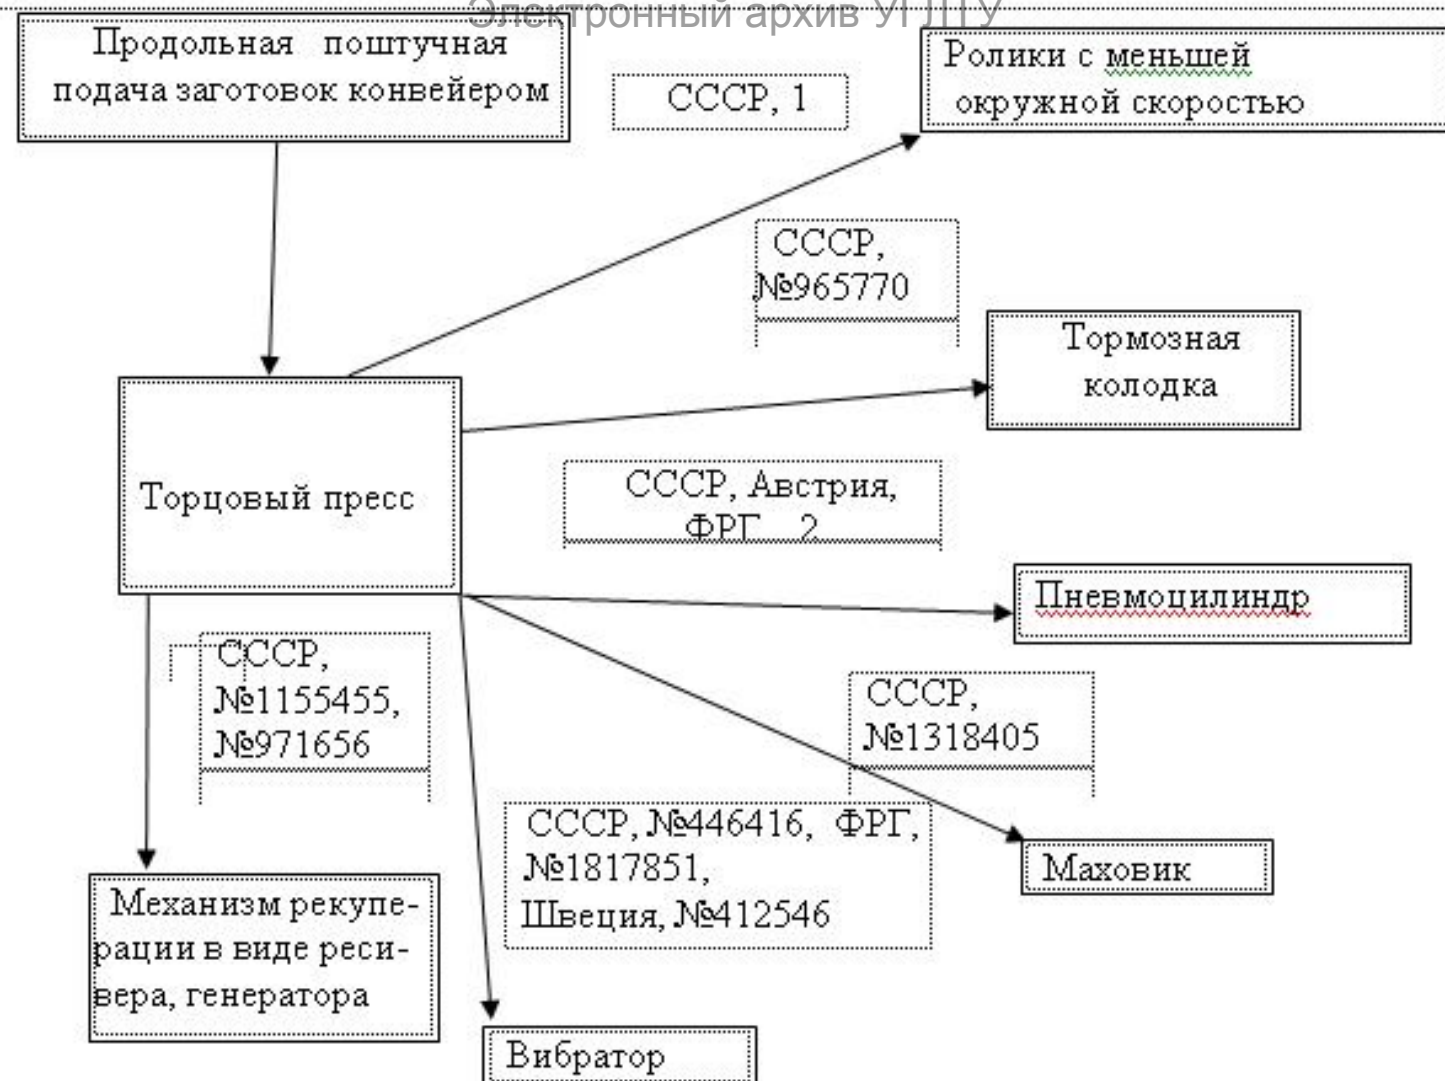 Электронный архив УГЛТУ
Продольная поштучная
подача заготовок конвейером
СССР, 1
Ролики с меньшей
окружной скоростью
СССР,
№965770
Тормозная
колодка
Торцовый пресс
СССР, Австрия,
ФРГ 2
Пневмоцилиндр
СССР,
№1155455,
№971656
СССР,
№1318405
СССР, №446416, ФРГ,
№1817851,
Швеция, №412546
Маховик
Механизм рекупе-
рации в виде реси-
вера, генератора
Вибратор